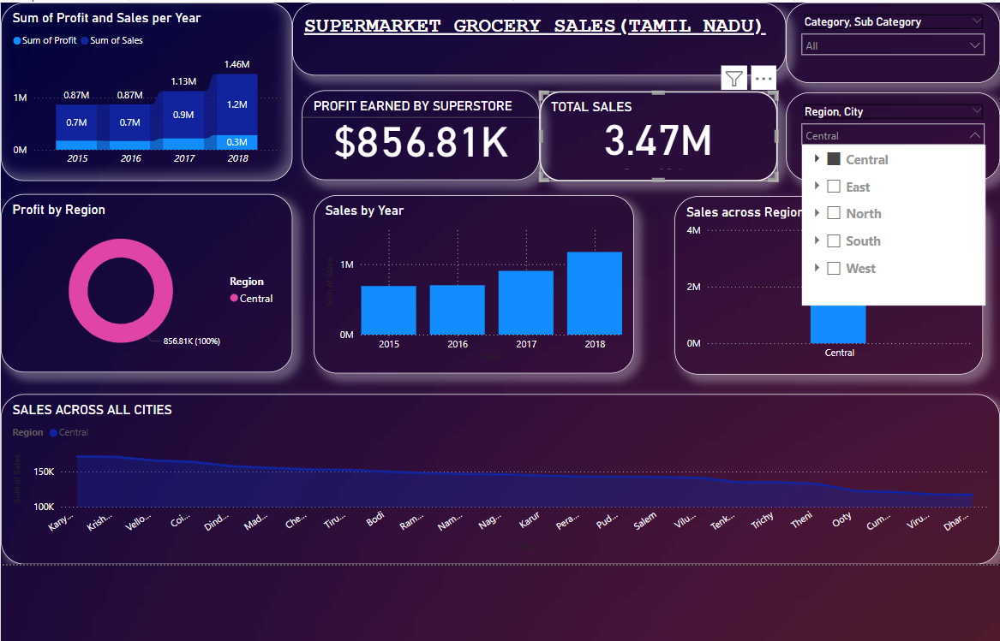 Sum of Profit and Sales per Year
Sum of Profit Sum of Sales
1.46M
1.13M
0.87M 0.87M
1M
1.2M
0.9M
0.7M 0.7M
0.3M
0M
2015 2016 2017 2018
SUPERMARKET GROCERY SALES(TAMIL NADU)
PROFIT EARNED BY SUPERSTORE
$856.81K
TOTAL SALES
3.47M
Category, Sub Category
All
Region, City
Central
Central
East
North
South
West
Profit by Region
Region
Central
856.81K (100%)
Sales by Year
Sum of Sales
1M
0M
2015 2016 2017 2018
Year
Sales across Region
4M
2M
0M
Central
SALES ACROSS ALL CITIES
Region Central
Sum of Sales
150K
100K
Kany... Krish... Vello... Coi... Dind... Mad... Che... Tiru... Bodi Ram... Nam... Nag... Karur Pera... Pud... Salem Vilu... Tenk... Trichy Theni Ooty Cum... Viru... Dhar...